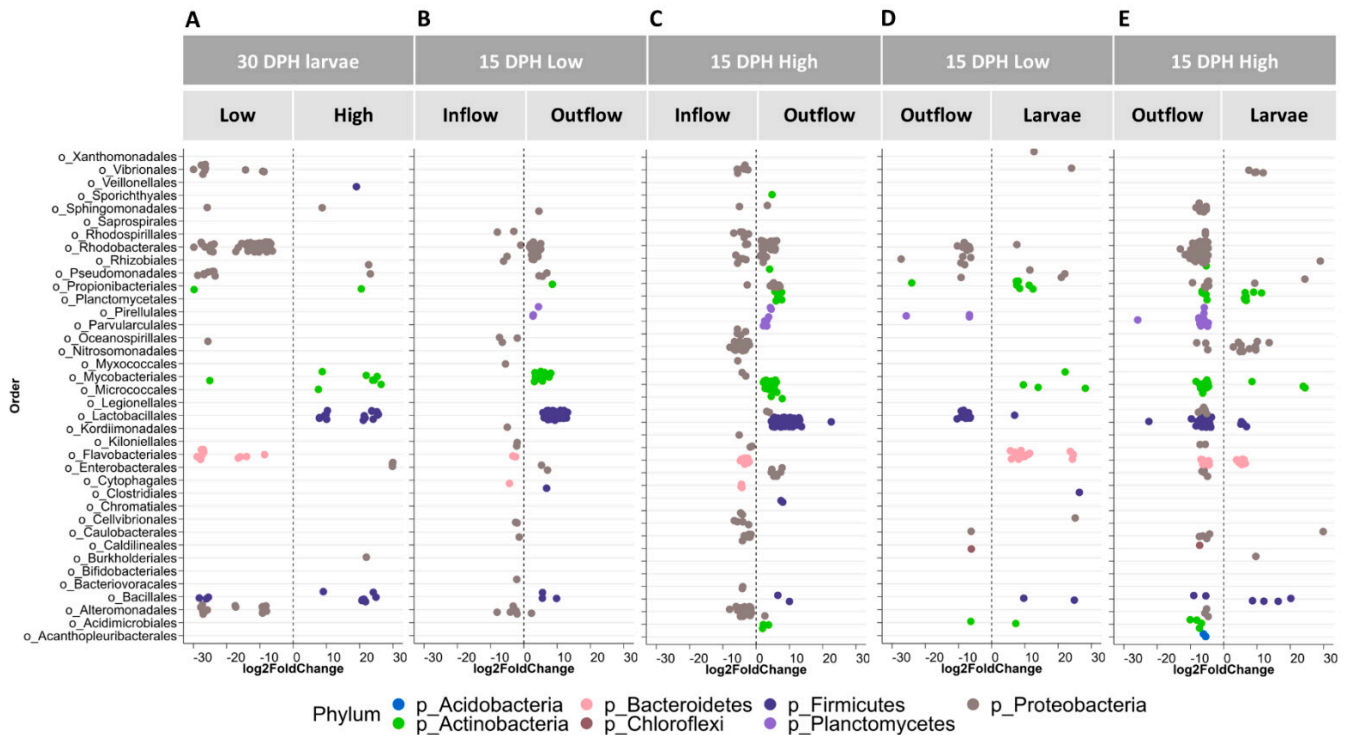 A B C D E
30 DPH larvae 15 DPH Low 15 DPH High 15 DPH Low 15 DPH High
Low High Inflow Outflow Inflow Outflow Outflow Larvae Outflow Larvae
Order
o_Xanthomonadales
o_Vibrionales
o_Veillonellales
o_Sporichthyales
o_Sphingomonadales
o_Saprospirales
o_Rhodospirillales
o_Rhodobacterales
o_Rhizobiales
o_Pseudomonadales
o_Propionibacteriales
o_Planctomycetales
o_Pirellulales
o_Parvularculales
o_Oceanospirillales
o_Nitrosomonadales
o_Myxococcales
o_Mycobacteriales
o_Micrococcales
o_Legionellales
o_Lactobacillales
o_Kordiimonadales
o_Kiloniellales
o_Flavobacteriales
o_Enterobacterales
o_Cytophagales
o_Clostridiales
o_Chromatiales
o_Cellvibrionales
o_Caulobacterales
o_Caldilineales
o_Burkholderiales
o_Bifidobacteriales
o_Bacteriovoracales
o_Bacillales
o_Alteromonadales
o_Acidimicrobiales
o_Acanthopleuribacterales
-30 -20 -10 0 10 20 30 -30 -20 -10 0 10 20 30 -30 -20 -10 0 10 20 30 -30 -20 -10 0 10 20 30 -30 -20 -10 0 10 20 30
log2FoldChange log2FoldChange log2FoldChange log2FoldChange log2FoldChange
Phylum
p_Acidobacteria p_Bacteroidetes p_Firmicutes p_Proteobacteria
p_Actinobacteria p_Chloroflexi p_Planctomycetes